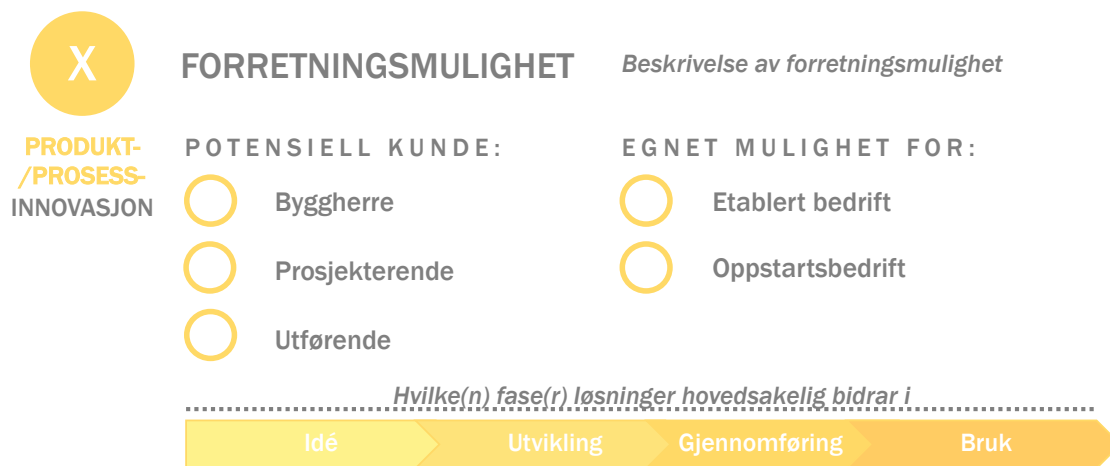 X
FORRETNINGSMULIGHET
Beskrivelse av forretningsmulighet
PRODUKT-
/PROSESS-
INNOVASJON
POTENSIELL KUNDE:
Byggherre
Prosjekterende
Utførende
EGNET MULIGHET FOR:
Etablert bedrift
Oppstartsbedrift
Hvilke(n) fase(r) løsninger hovedsakelig bidrar i
Idé
Utvikling
Gjennomføring
Bruk